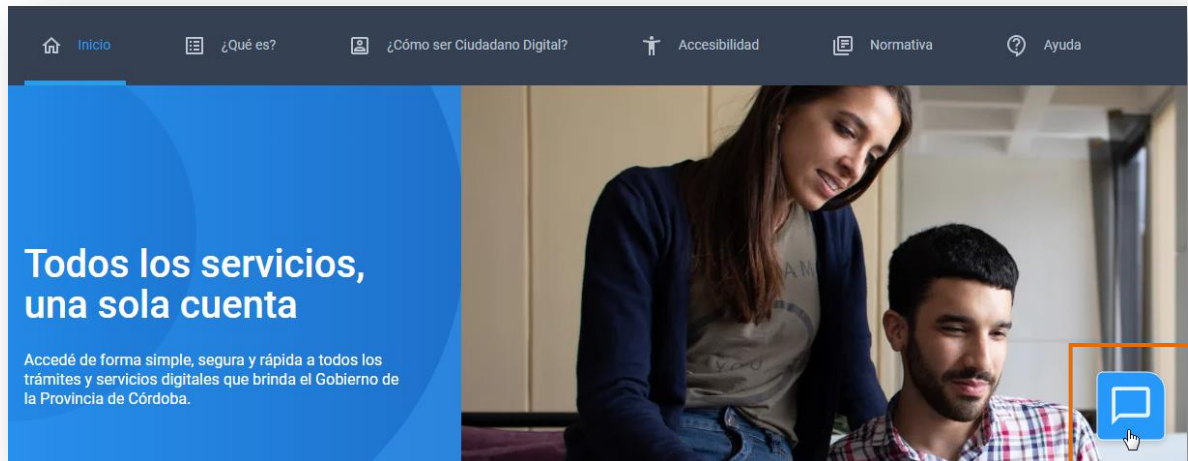 Inicio
¿Qué es?
¿Cómo ser Ciudadano Digital?
Accesibilidad
Normativa
Ayuda
Todos los servicios,
una sola cuenta
Accedé de forma simple, segura y rápida a todos los
trámites y servicios digitales que brinda el Gobierno de
la Provincia de Córdoba.
YOU